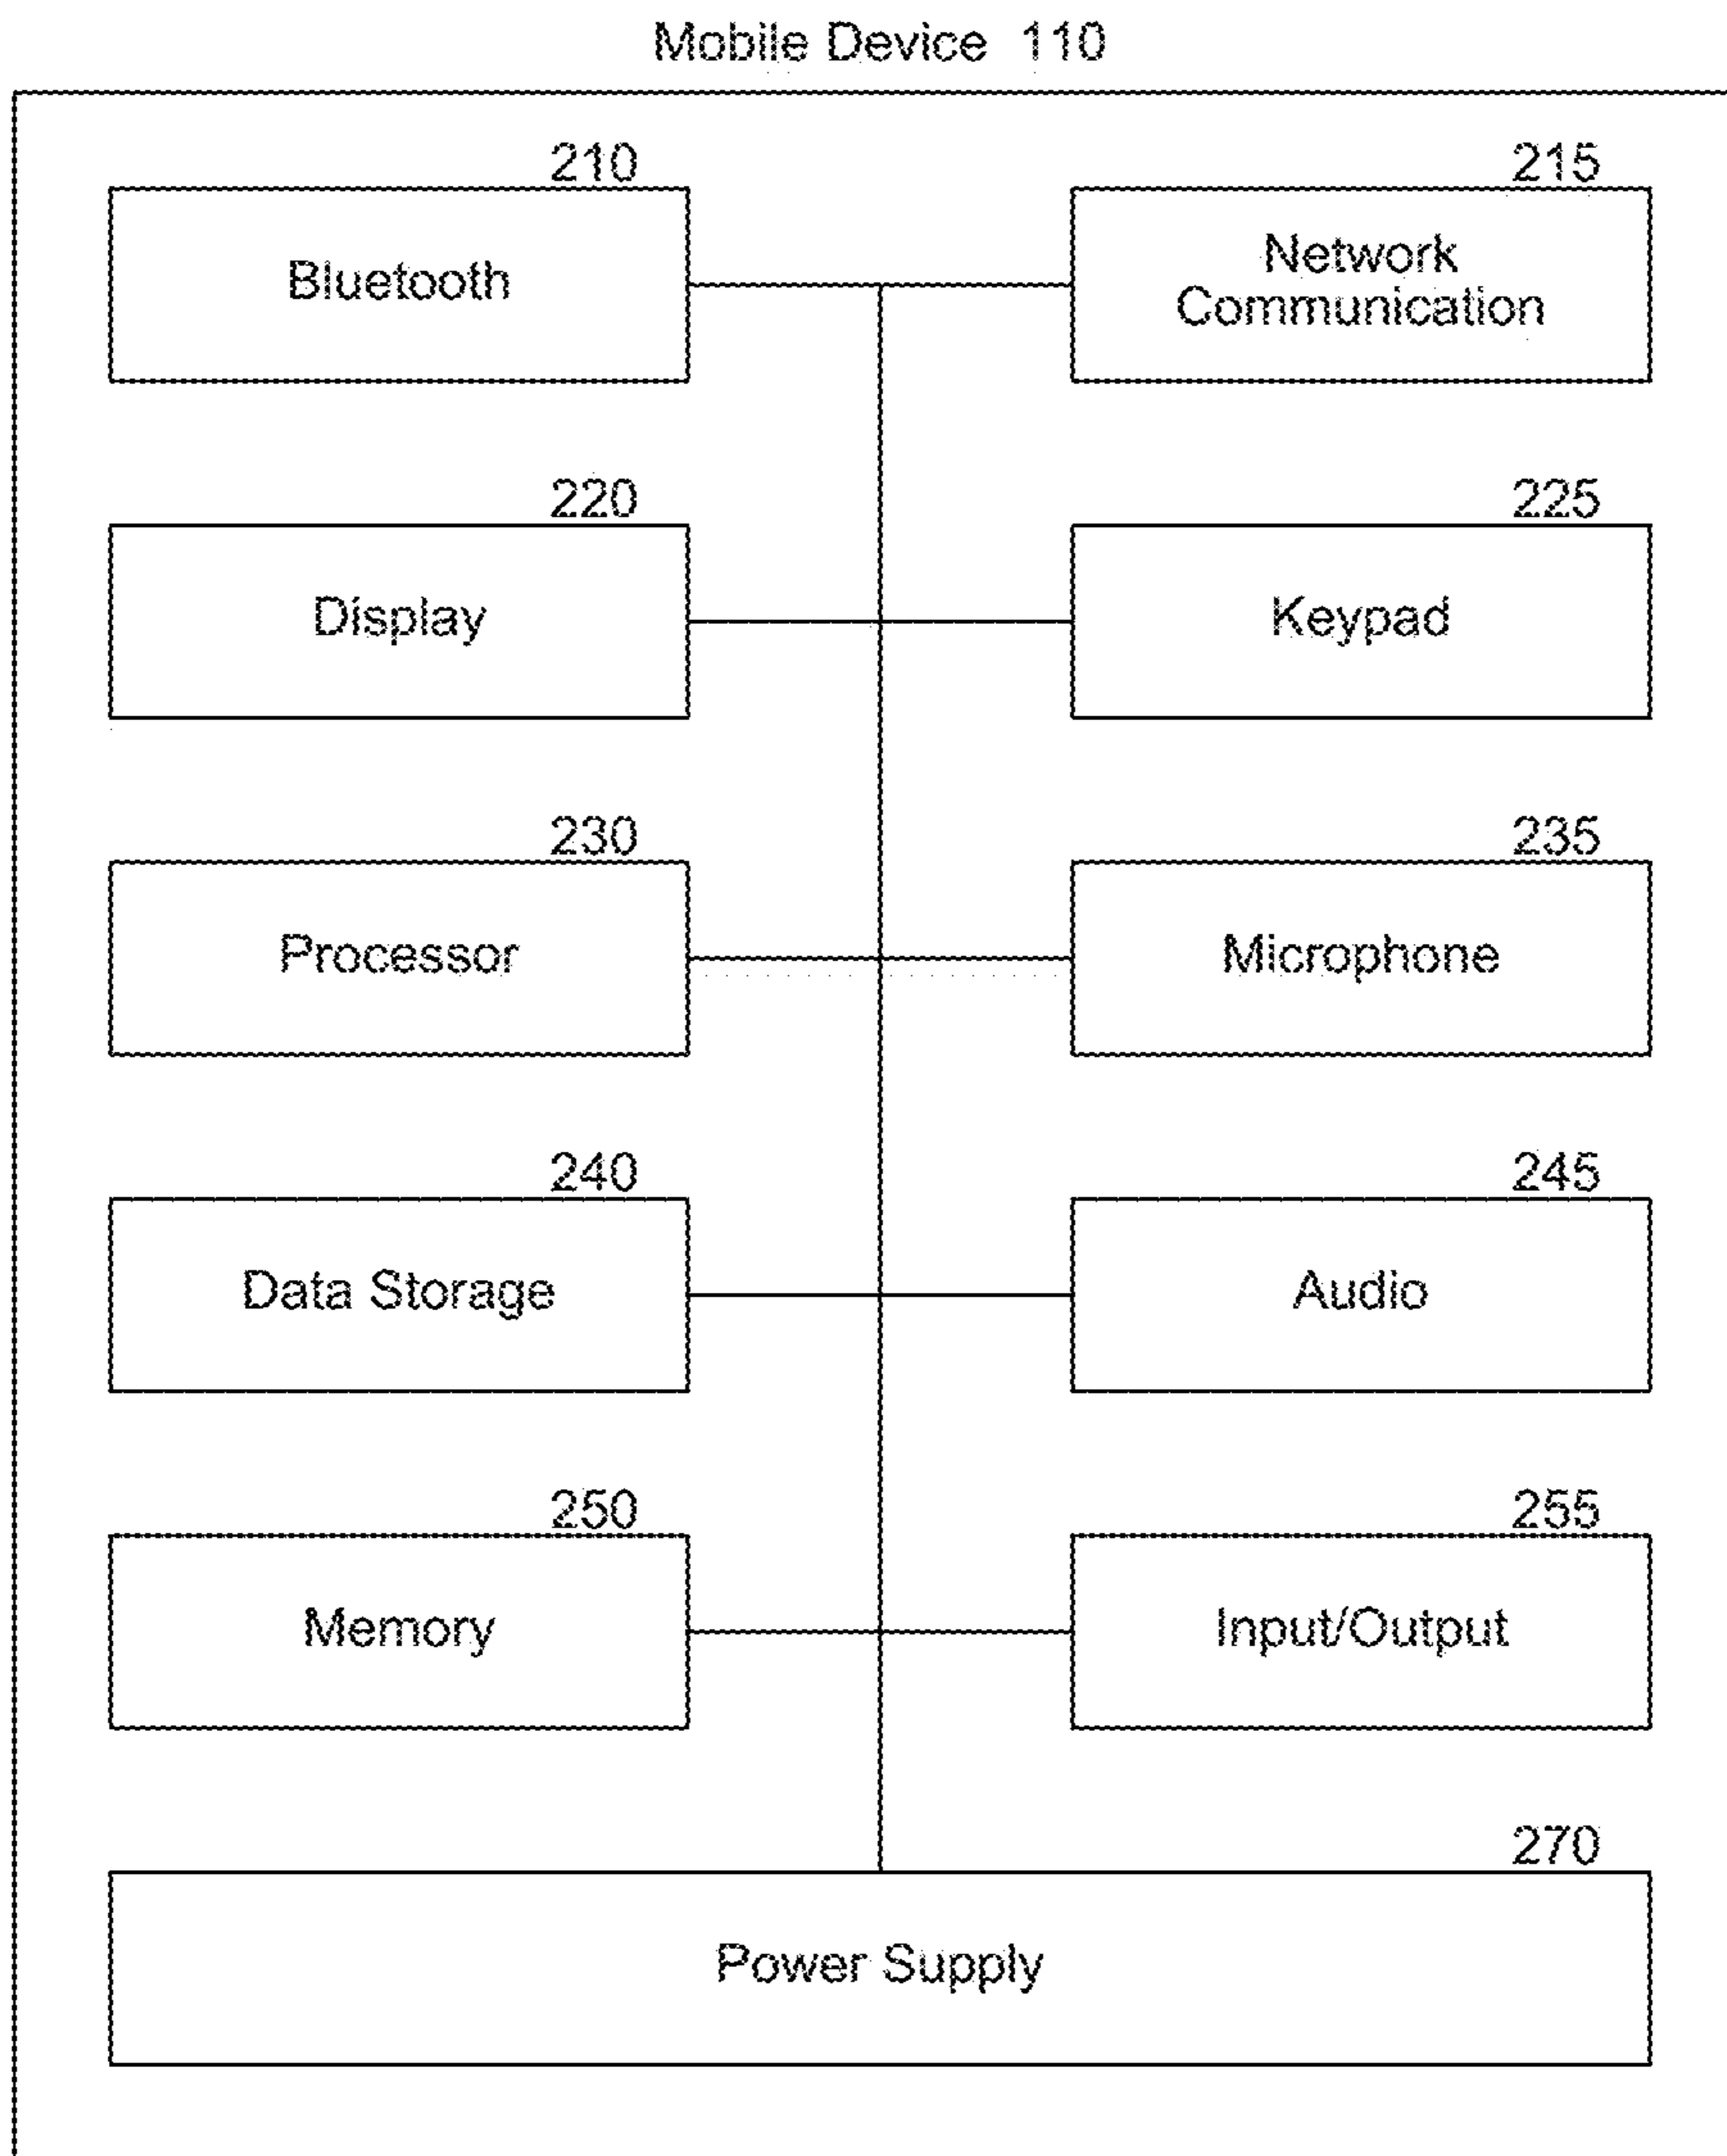 Mobile Device 110
210
215
Bluetooth
Network
Communication
220
225
Display
Keypad
230
235
Processor
Microphone
240
245
Data Storage
Audio
250
255
Memory
Input/Output
270
Power Supply